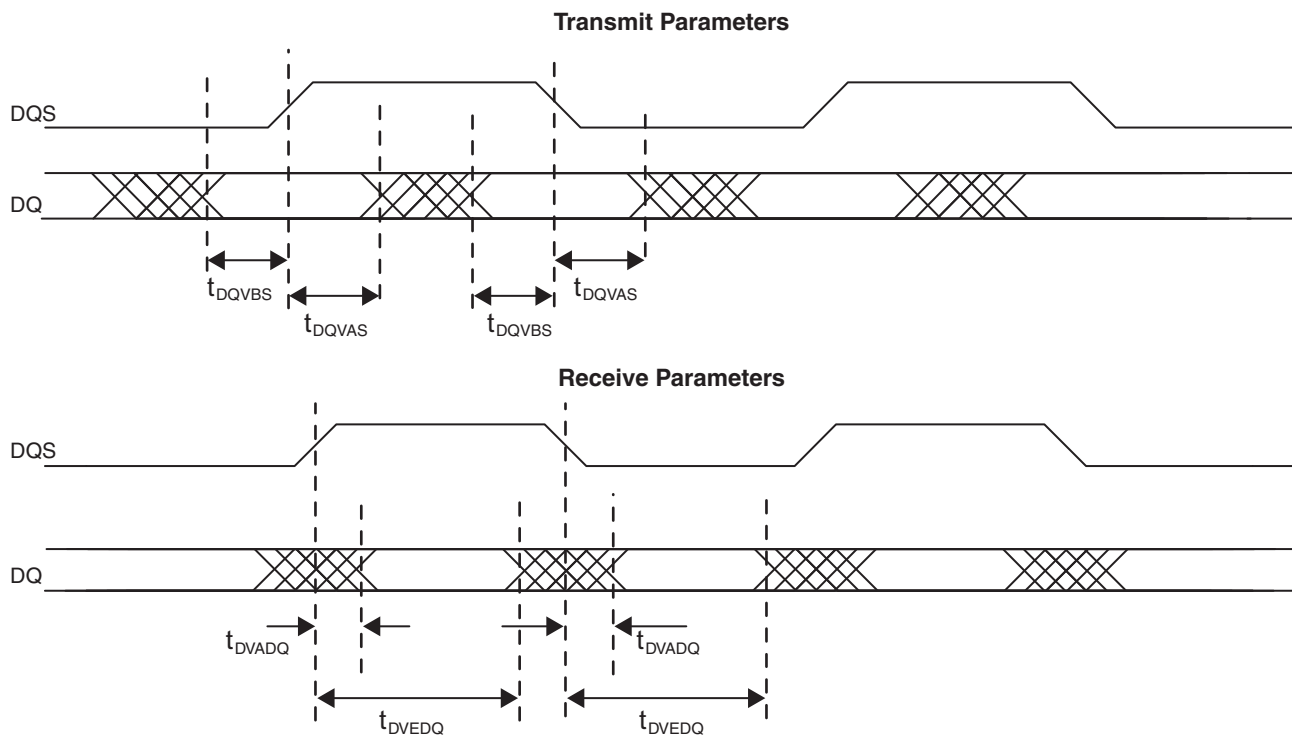 Transmit Parameters
DQS
DQ
tDQVBS
tDQVAS
tDQVBS
tDQVAS
Receive Parameters
DQS
DQ
tDVADQ
tDVADQ
tDVEDQ
tDVEDQ